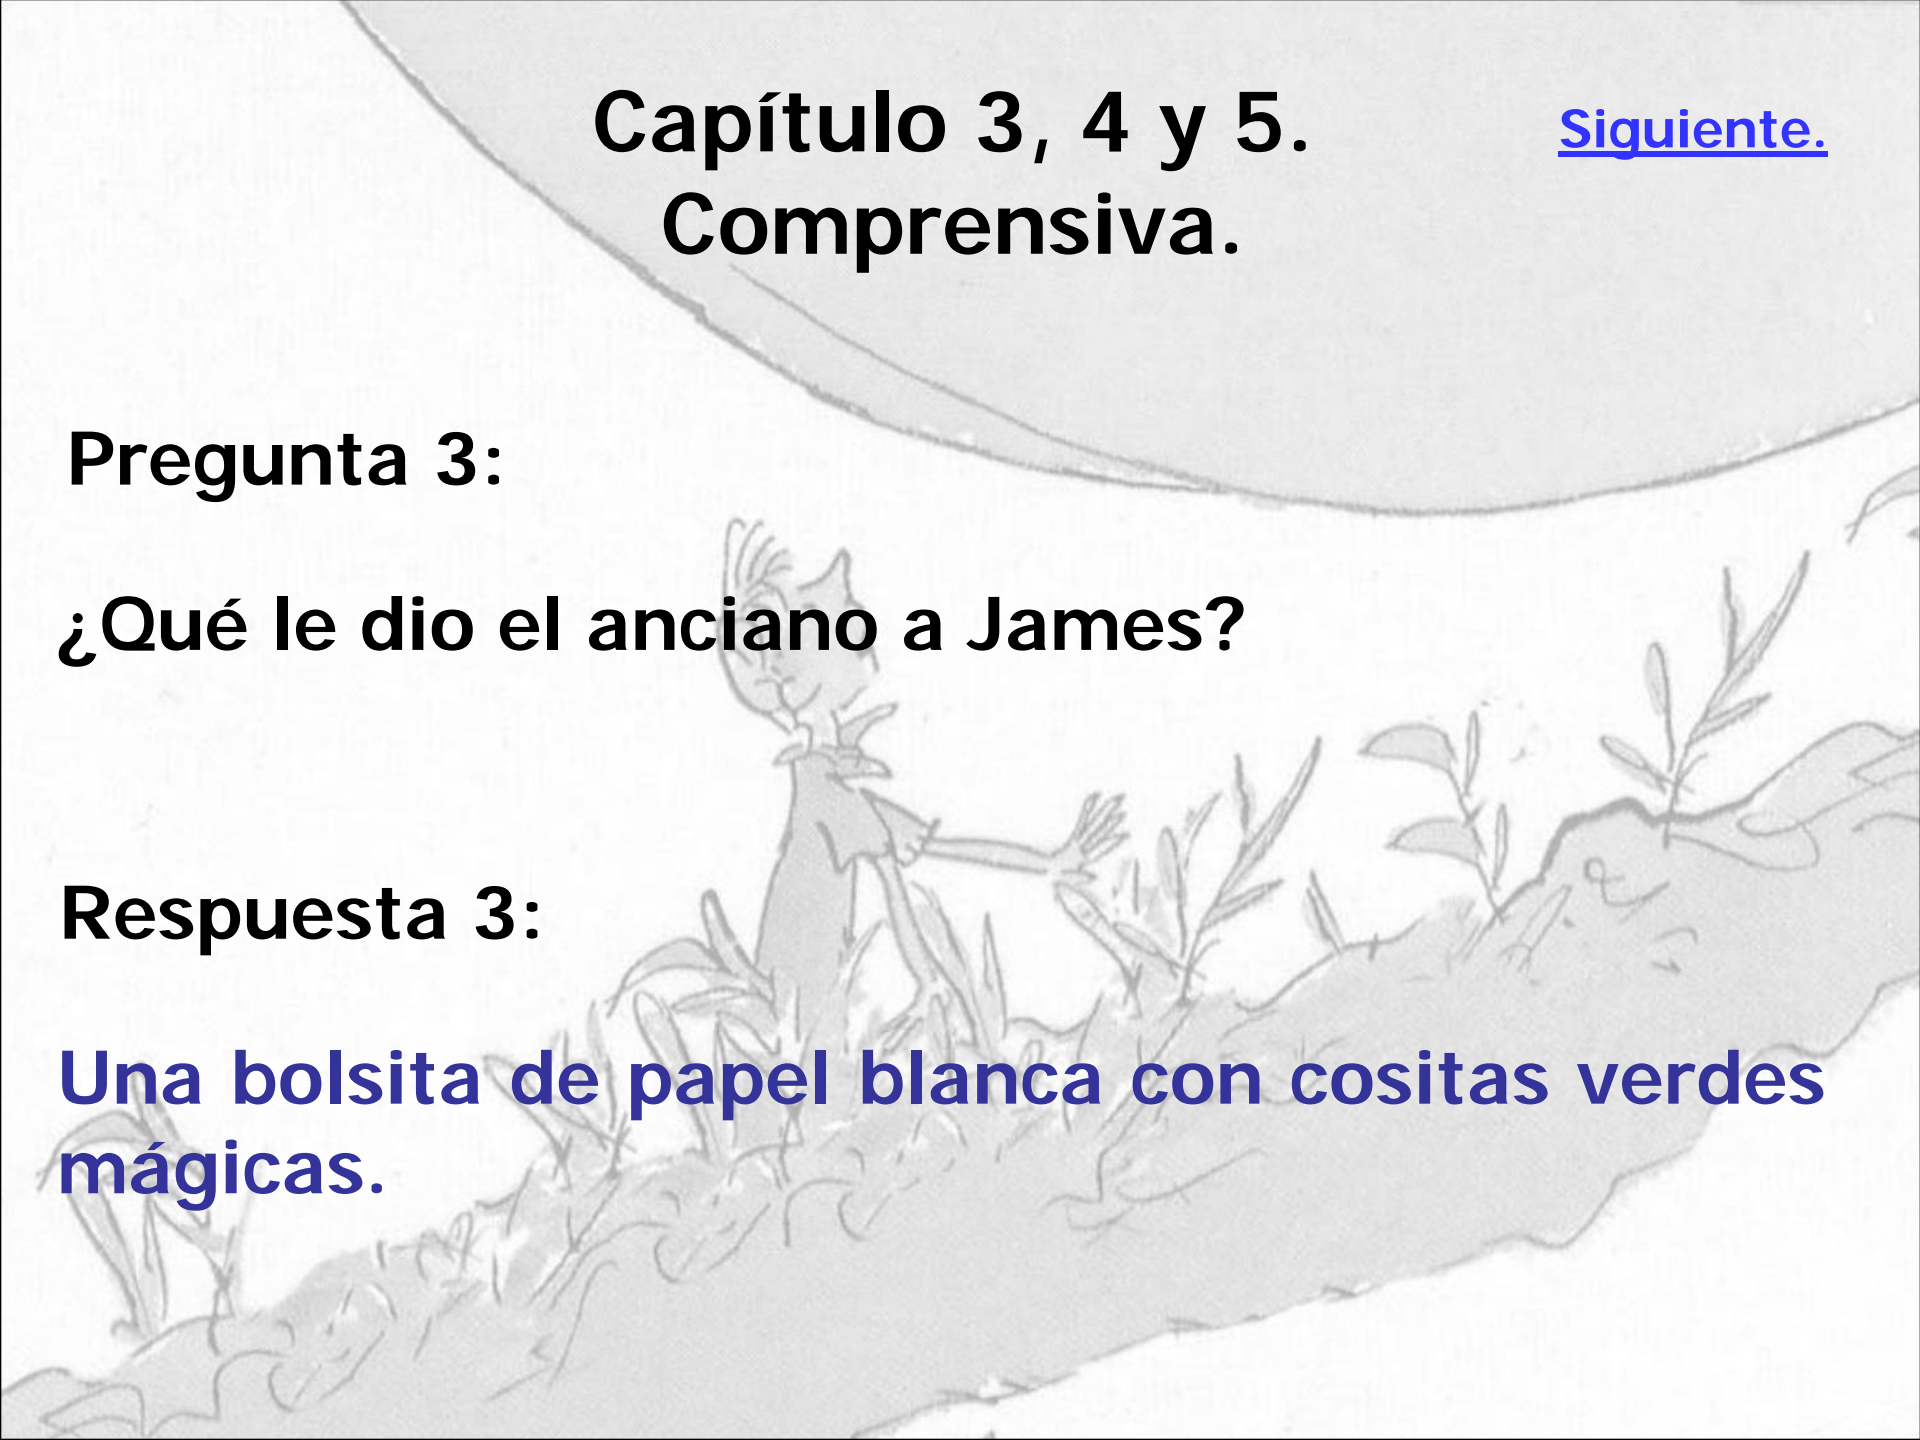 Capítulo 3, 4 y 5.
Comprensiva.
Siguiente.
Pregunta 3:
¿Qué le dio el anciano a James?
Respuesta 3:
Una bolsita de papel blanca con cositas verdes
mágicas.